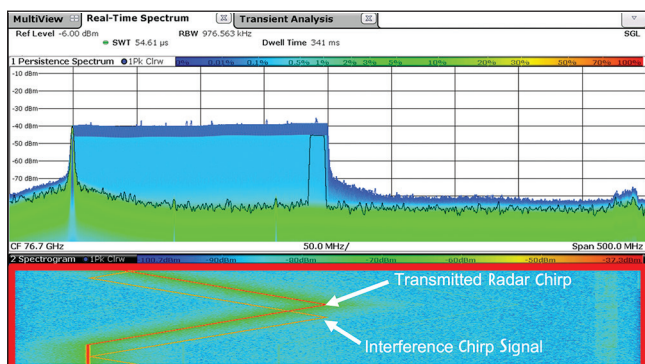 MultiView Real-Time Spectrum Transient Analysis
Ref Level -6.00 dBm RBW 976.563 kHz SGL
SWT 54.61 µs Dwell Time 341 ms
1 Persistence Spectrum 1Pk Clrw 0% 0.01% 0.1% 0.5% 1% 2% 3% 5% 10% 20% 30% 50% 70% 100%
-10 dBm
-20 dBm
-30 dBm
-40 dBm
-50 dBm
-60 dBm
-70 dBm
CF 76.7 GHz 50.0 MHz/ Span 500.0 MHz
2 Spectrogram 1Pk Clrw -100.2dBm -90dBm -80dBm -70dBm -60dBm -50dBm -37.3dBm
Transmitted Radar Chirp
Interference Chirp Signal